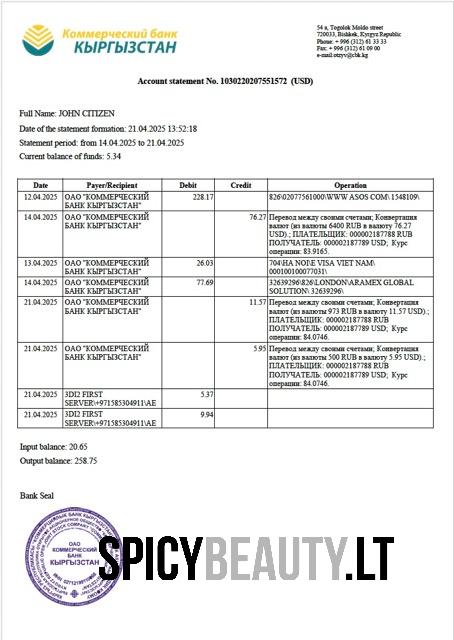 Коммерческий банк
КЫРГЫЗСТАН
54 a, Togolok Moldo street
720033, Bishkek, Kyrgyz Republic
Phone: + 996 (312) 61 33 33
Fax: + 996 (312) 61 09 00
e-mail:otzyv@cbk.kg
Account statement No. 1030220207551572 (USD)
Full Name: JOHN CITIZEN
Date of the statement formation: 21.04.2025 13:52:18
Statement period: from 14.04.2025 to 21.04.2025
Current balance of funds: 5.34
Date Payer/Recipient Debit Credit Operation
12.04.2025 ОАО "КОММЕРЧЕСКИЙ 228.17 826\02077561000\WWW ASOS COM\1548109\
БАНК КЫРГЫЗСТАН"
14.04.2025 ОАО "КОММЕРЧЕСКИЙ 76.27 Перевод между своими счетами; Конвертация
БАНК КЫРГЫЗСТАН" валют (из валюты 6400 RUB в валюту 76.27
USD).; ПЛАТЕЛЬЩИК: 000002187788 RUB
ПОЛУЧАТЕЛЬ: 000002187789 USD; Курс
операции: 83.9165.
13.04.2025 ОАО "КОММЕРЧЕСКИЙ 26.03 704\HA NOI\E VISA VIET NAM\
БАНК КЫРГЫЗСТАН" 000100100077031\
14.04.2025 ОАО "КОММЕРЧЕСКИЙ 77.69 32639296\826\LONDON\ARAMEX GLOBAL
БАНК КЫРГЫЗСТАН" SOLUTION\ 32639296\
21.04.2025 ОАО "КОММЕРЧЕСКИЙ 11.57 Перевод между своими счетами; Конвертация
БАНК КЫРГЫЗСТАН" валют (из валюты 973 RUB в валюту 11.57 USD).;
ПЛАТЕЛЬЩИК: 000002187788 RUB
ПОЛУЧАТЕЛЬ: 000002187789 USD; Курс
операции: 84.0746.
21.04.2025 ОАО "КОММЕРЧЕСКИЙ 5.95 Перевод между своими счетами; Конвертация
БАНК КЫРГЫЗСТАН" валют (из валюты 500 RUB в валюту 5.95 USD).;
ПЛАТЕЛЬЩИК: 000002187788 RUB
ПОЛУЧАТЕЛЬ: 000002187789 USD; Курс
операции: 84.0746.
21.04.2025 3DI2 FIRST 5.37
SERVER\+971585304911\AE
21.04.2025 3DI2 FIRST 9.94
SERVER\+971585304911\AE
Input balance: 20.65
Output balance: 258.75
Bank Seal
ОАО
КОММЕРЧЕСКИЙ
БАНК
КЫРГЫЗСТАН
SPICYBEAUTY.LT